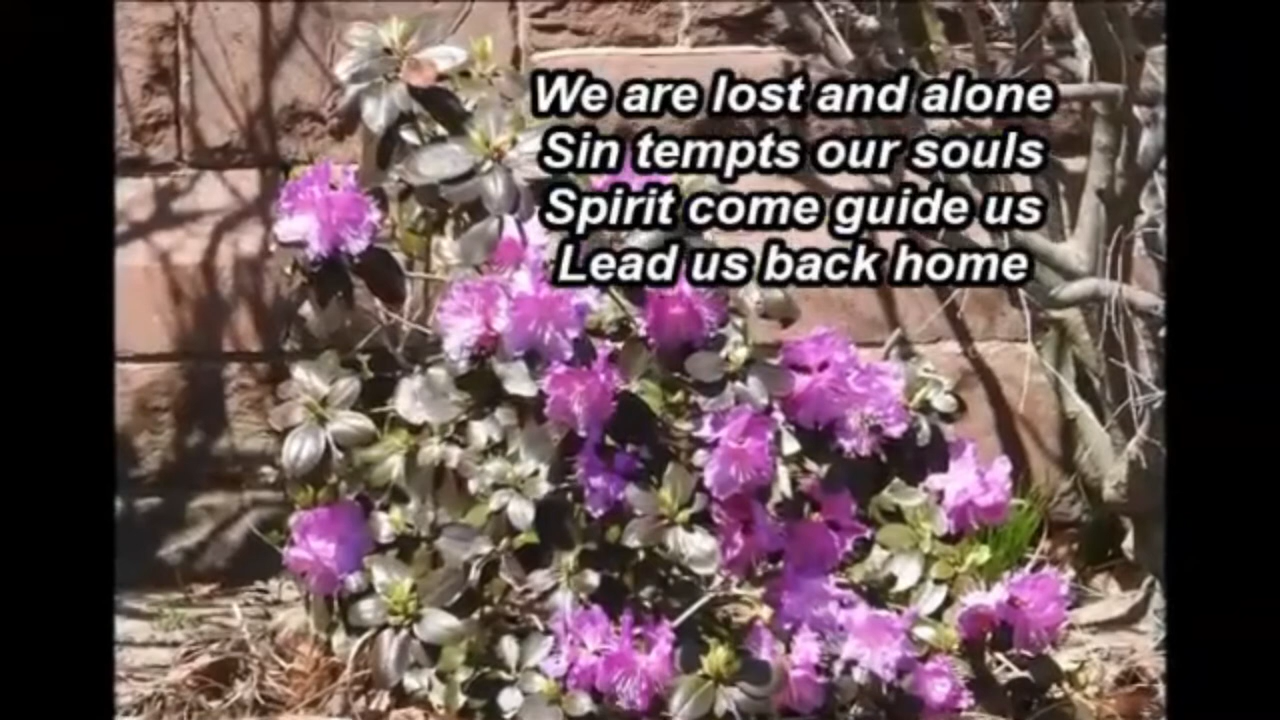 We are lost and alone
Sin tempts our souls
Spirit come guide us
Lead us back home